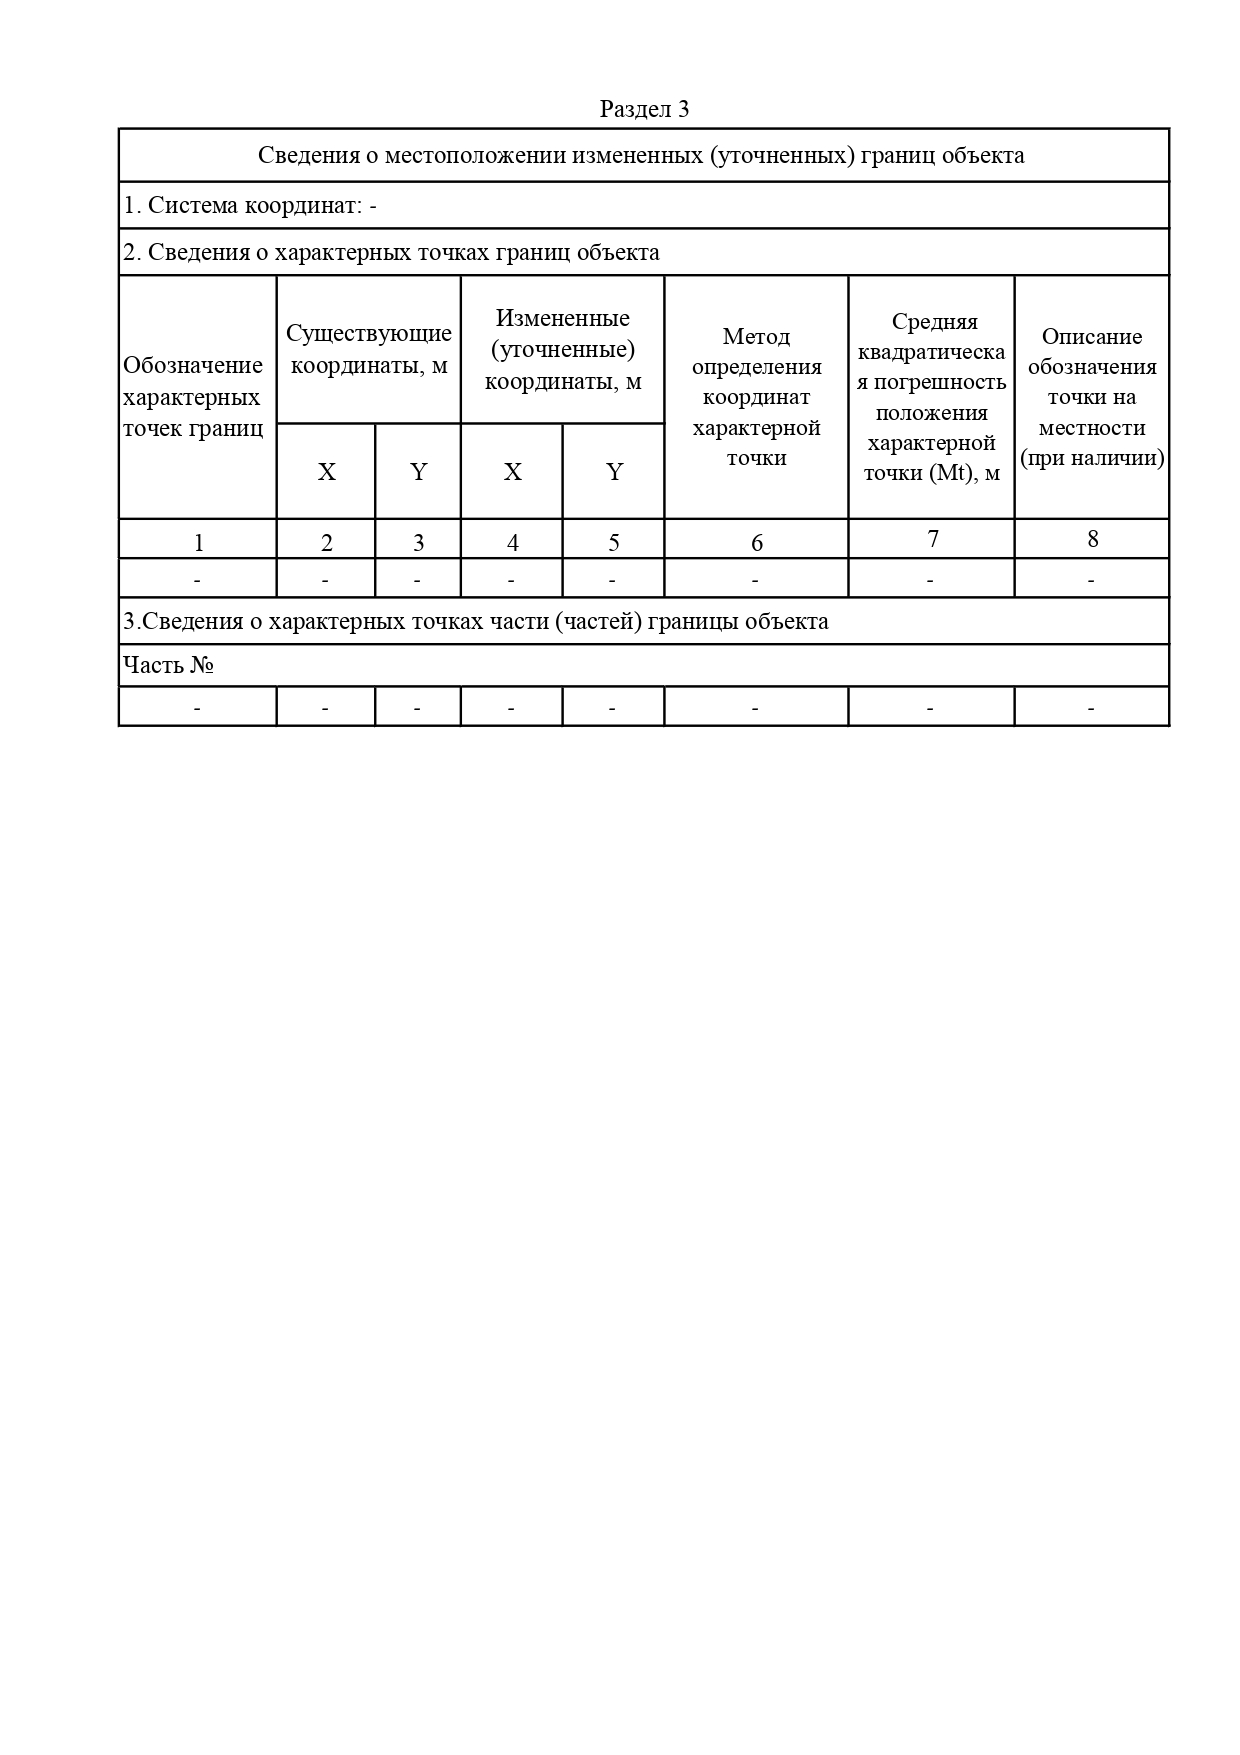 Раздел 3
Сведения о местоположении измененных (уточненных) границ объекта
1. Система координат: -
2. Сведения о характерных точках границ объекта
Обозначение
характерных
точек границ
Существующие
координаты, м
Измененные
(уточненные)
координаты, м
Метод
определения
координат
характерной
точки
Средняя
квадратическа
я погрешность
положения
характерной
точки (Mt), м
Описание
обозначения
точки на
местности
(при наличии)
X Y X Y
1 2 3 4 5 6 7 8
- - - - - - - -
3.Сведения о характерных точках части (частей) границы объекта
Часть №
- - - - - - - -